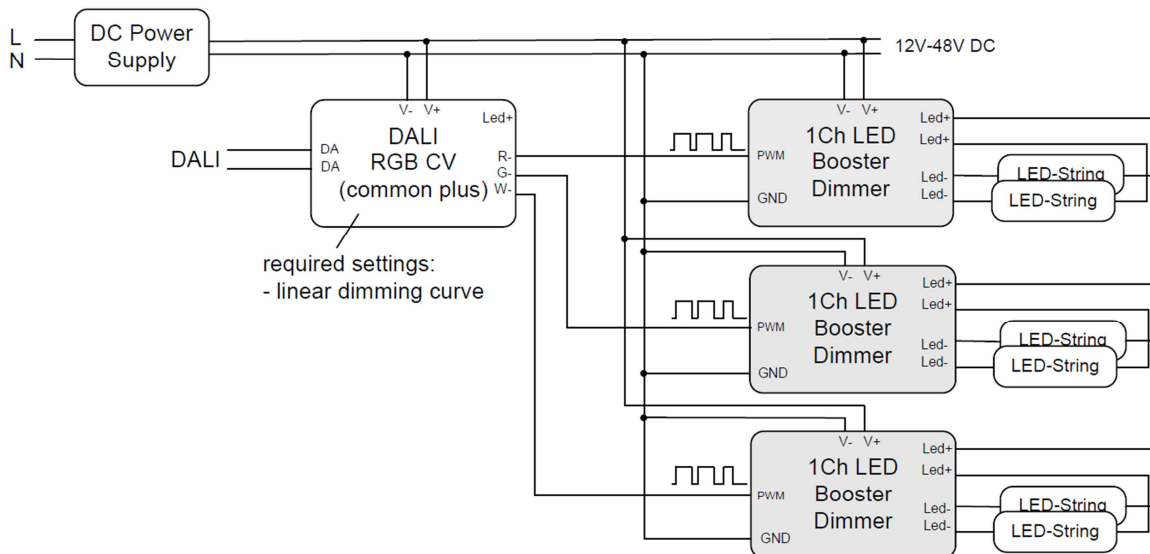 L
N
DC Power
Supply
12V-48V DC
V- V+
Led+
DALI
RGB CV
(common plus)
DA
DA
R-
G-
W-
DALI
required settings:
- linear dimming curve
V- V+
1Ch LED
Booster
Dimmer
PWM
GND
Led+
Led+
Led-
Led-
LED-String
LED-String
V- V+
1Ch LED
Booster
Dimmer
PWM
GND
Led+
Led+
Led-
Led-
LED-String
LED-String
V- V+
1Ch LED
Booster
Dimmer
PWM
GND
Led+
Led+
Led-
Led-
LED-String
LED-String